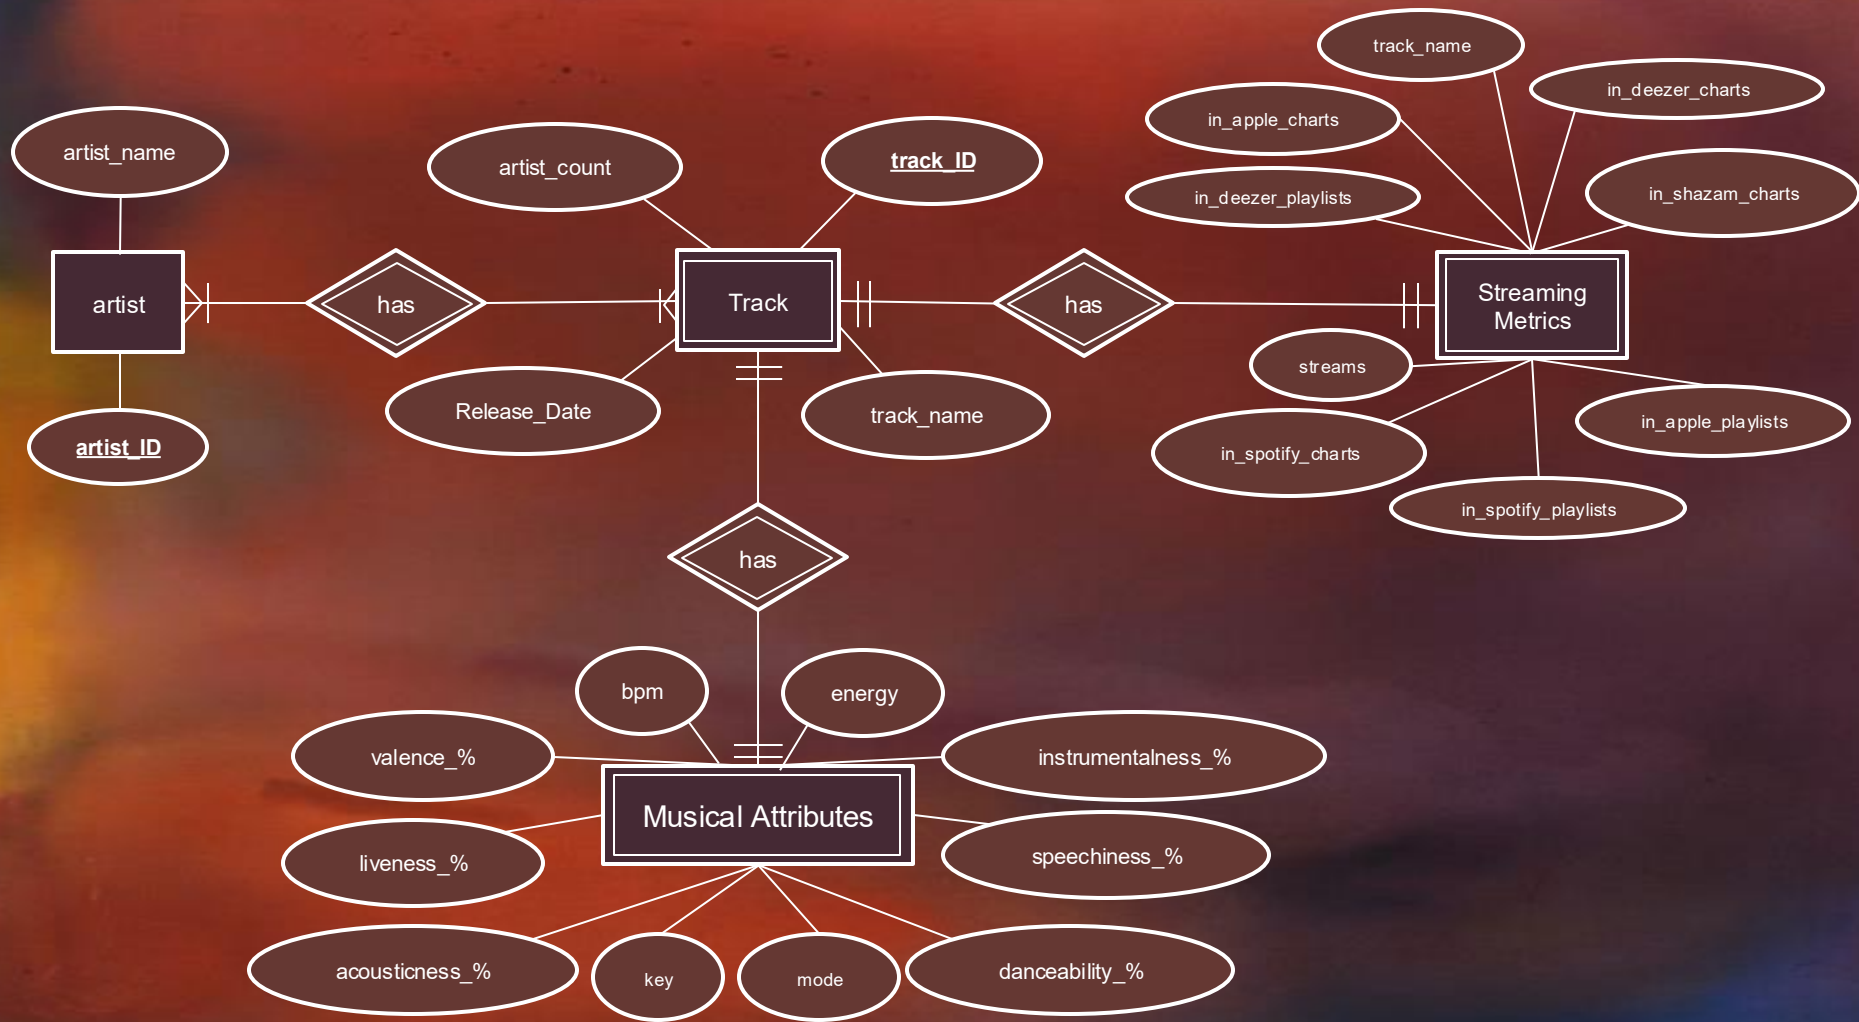 track_name
in_deezer_charts
in_apple_charts
artist_name
artist_count
track_ID
in_deezer_playlists
in_shazam_charts
artist
has
Track
has
Streaming
Metrics
streams
Release_Date
track_name
in_apple_playlists
artist_ID
in_spotify_charts
in_spotify_playlists
has
bpm
energy
valence_%
instrumentalness_%
Musical Attributes
liveness_%
speechiness_%
acousticness_%
key
mode
danceability_%